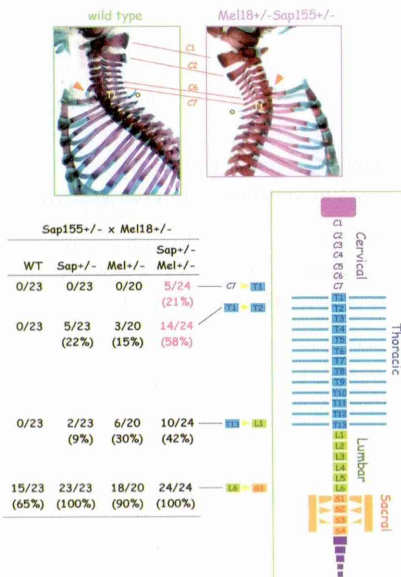 wild type Mel18+/-Sap155+/-
C1
C2
C6
C7
Sap155+/- x Mel18+/-
WT Sap+/- Mel+/- Sap+/-
Mel+/-
0/23 0/23 0/20 5/24
(21%)
C7 T1
T1 T2
0/23 5/23 3/20 14/24
(22%) (15%) (58%)
0/23 2/23 6/20 10/24
(9%) (30%) (42%)
T13 L1
15/23 23/23 18/20 24/24
(65%) (100%) (90%) (100%)
L6 S1
C1
C2
C3
C4
C5
C6
C7
Cervical
T1
T2
T3
T4
T5
T6
T7
T8
T9
T10
T11
T12
T13
Thoracic
L1
L2
L3
L4
L5
L6
Lumbar
S1
S2
S3
S4
Sacral